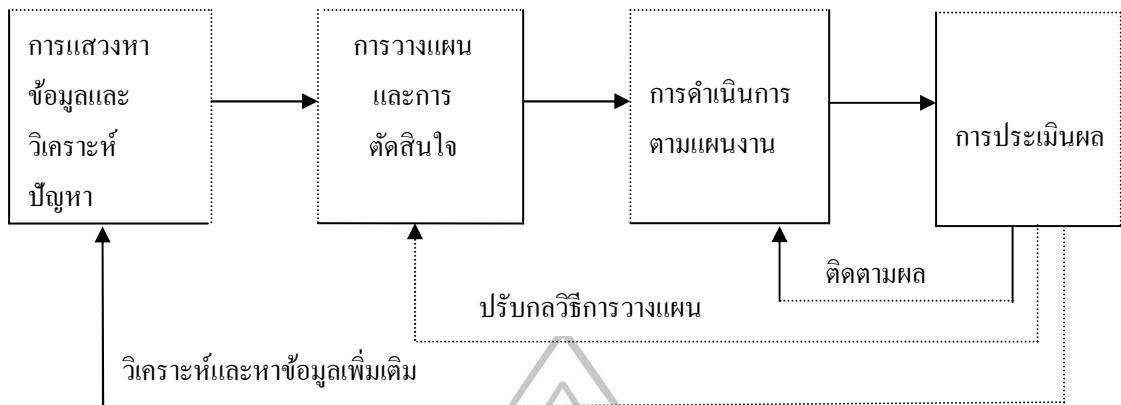 การแสวงหา
ข้อมูลและ
วิเคราะห์
ปัญหา
การวางแผน
และการ
ตัดสินใจ
การดำเนินการ
ตามแผนงาน
การประเมินผล
ติดตามผล
ปรับกลวิธีการวางแผน
วิเคราะห์และหาข้อมูลเพิ่มเติม